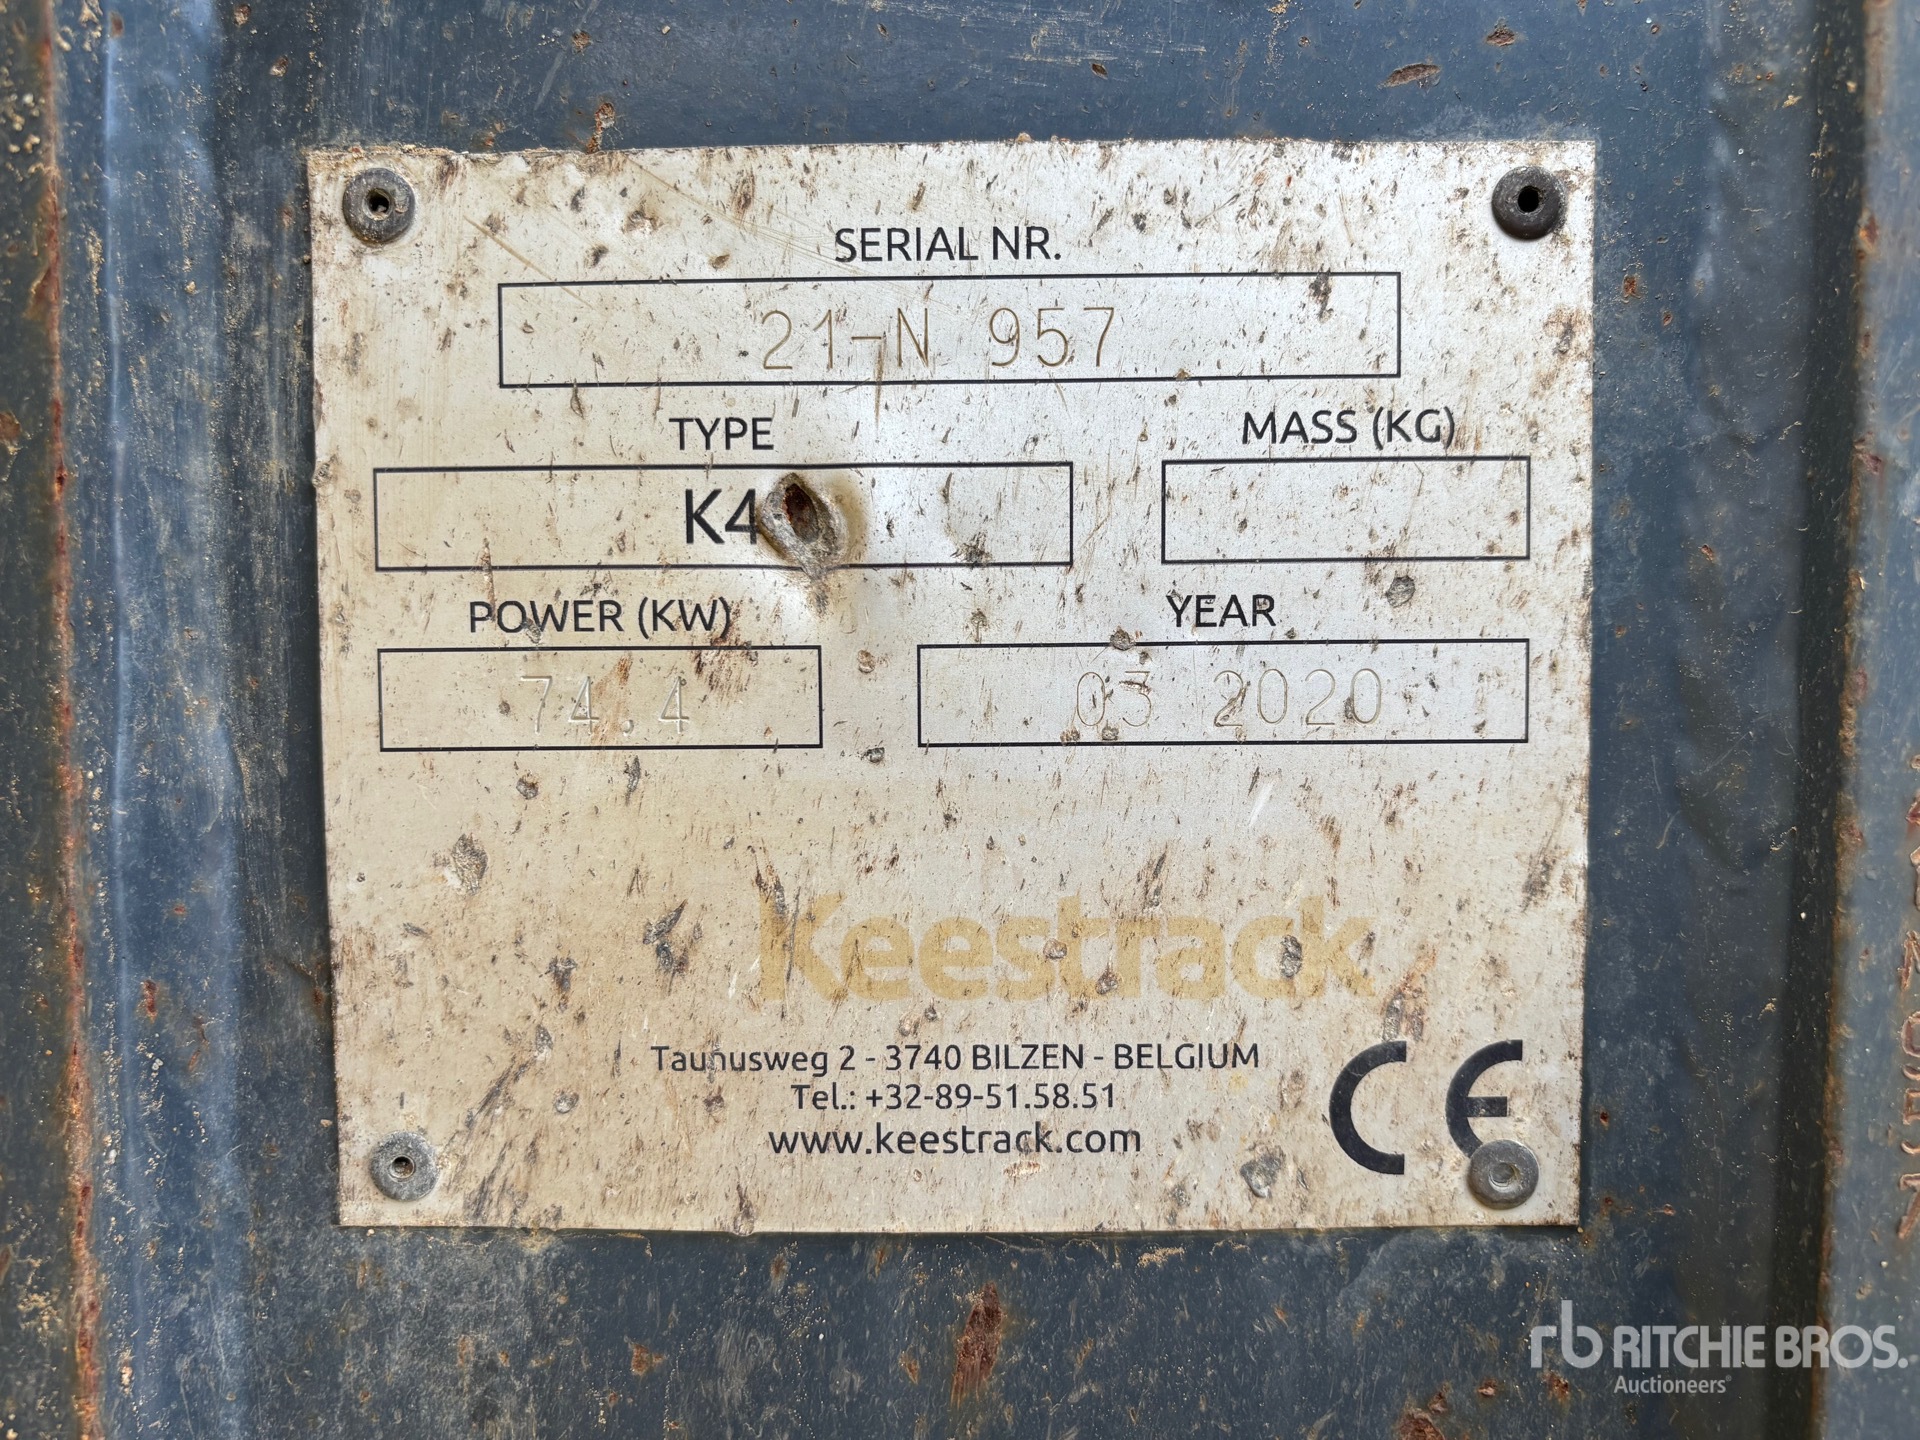 SERIAL NR.
21-N 957
TYPE
MASS (KG)
K4
POWER (KW)
YEAR
74.4
03 2020
Keestrack
Taunusweg 2 - 3740 BILZEN - BELGIUM
Tel.: +32-89-51.58.51
www.keestrack.com
CE
rb RITCHIE BROS.
Auctioneers